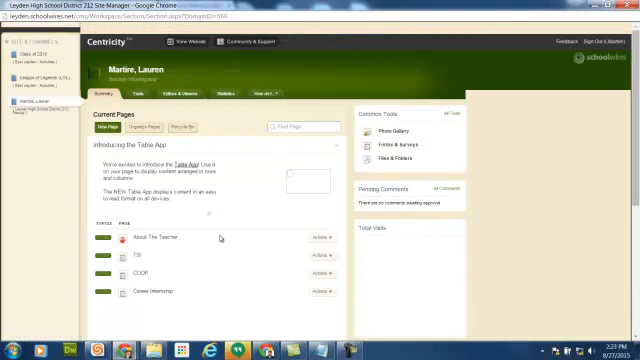 Leyden High School District 212 Site Manager - Google Chrome
leyden.schoolwires.net/cms/Workspace/Section/Section.aspx?DomainID=560
SITE & CHANNELS
Class of 2018
League of Legends (LOL)
Martire, Lauren
Centricity
View Website
Community & Support
Feedback
Sign Out (LMartire)
Martire, Lauren
Section Workspace
schoolwires
Summary
Tools
Editors & Viewers
Statistics
How do I...?
Current Pages
New Page
Organize Pages
Recycle Bin
Find Page
Introducing the Table App
We're excited to introduce the Table App! Use it
on your page to display content arranged in rows
and columns.
The NEW Table App displays content in an easy
to read format on all devices.
STATUS PAGE
About The Teacher
Actions
TSI
Actions
COOP
Actions
Career Internship
Actions
Common Tools
All Tools
Photo Gallery
Forms & Surveys
Files & Folders
Pending Comments
All Comments
There are no comments awaiting approval
Total Visits
2:23 PM
8/27/2015